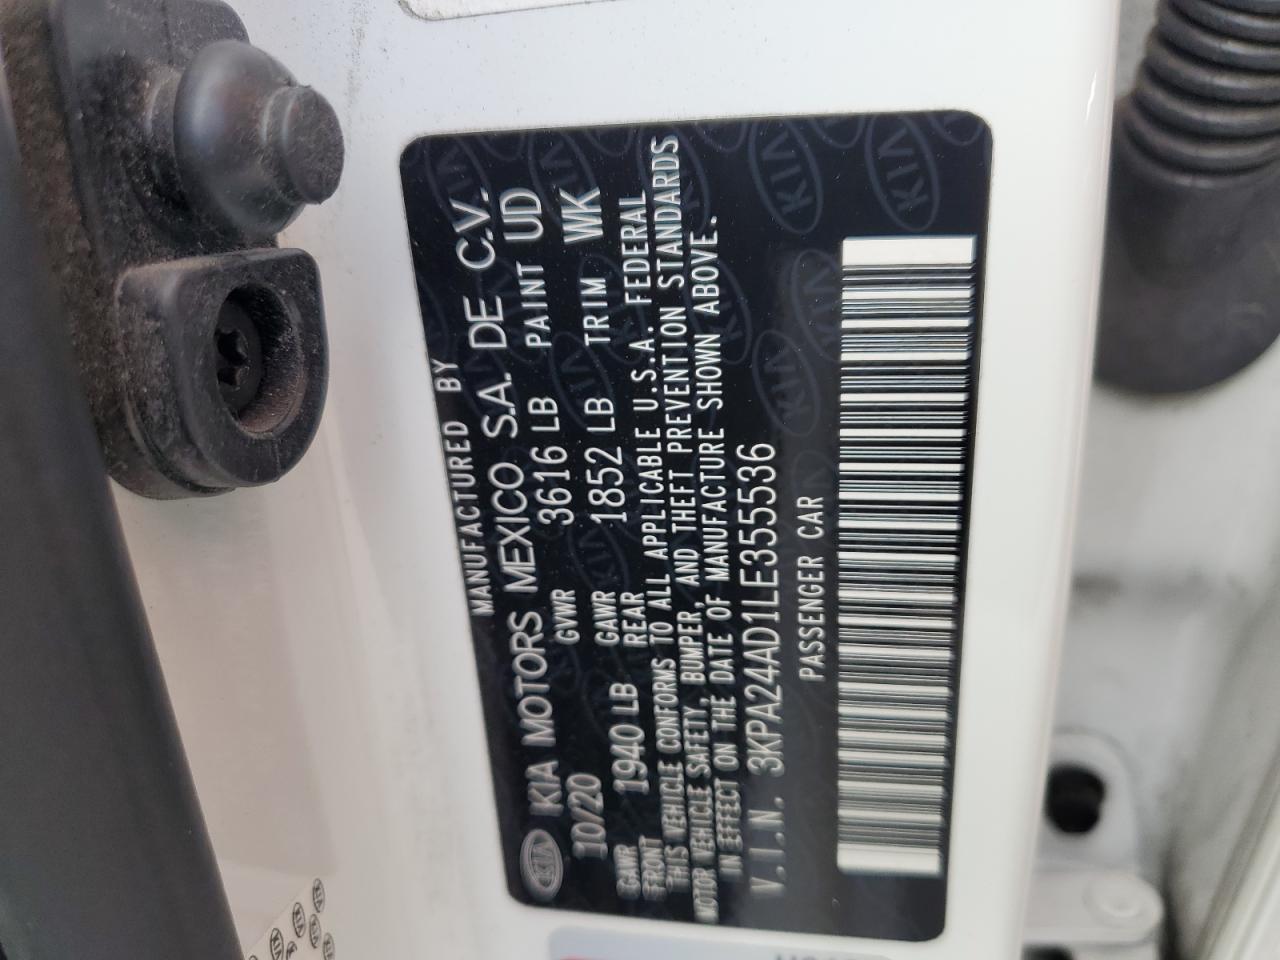 MANUFACTURED BY
KIA KIA MOTORS MEXICO S.A. DE C.V.
10/20 GVWR 3616 LB PAINT UD
GAWR FRONT 1940 LB GAWR REAR 1852 LB TRIM WK
THIS VEHICLE CONFORMS TO ALL APPLICABLE U.S.A. FEDERAL
MOTOR VEHICLE SAFETY, BUMPER, AND THEFT PREVENTION STANDARDS
IN EFFECT ON THE DATE OF MANUFACTURE SHOWN ABOVE.
V.I.N. 3KPA24AD1LE355536
PASSENGER CAR